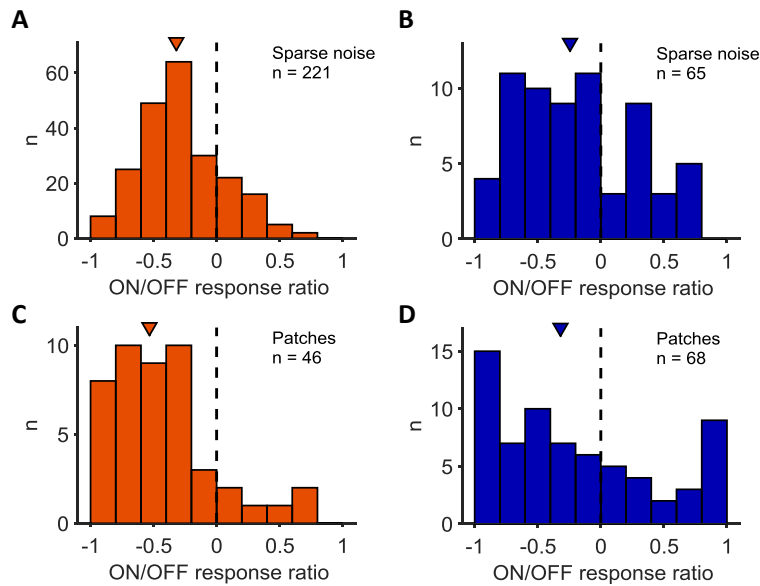 A
Sparse noise
n = 221
60
40
20
0
n
-1 -0.5 0 0.5 1
ON/OFF response ratio
B
Sparse noise
n = 65
10
5
0
n
-1 -0.5 0 0.5 1
ON/OFF response ratio
C
Patches
n = 46
10
5
0
n
-1 -0.5 0 0.5 1
ON/OFF response ratio
D
Patches
n = 68
15
10
5
0
n
-1 -0.5 0 0.5 1
ON/OFF response ratio